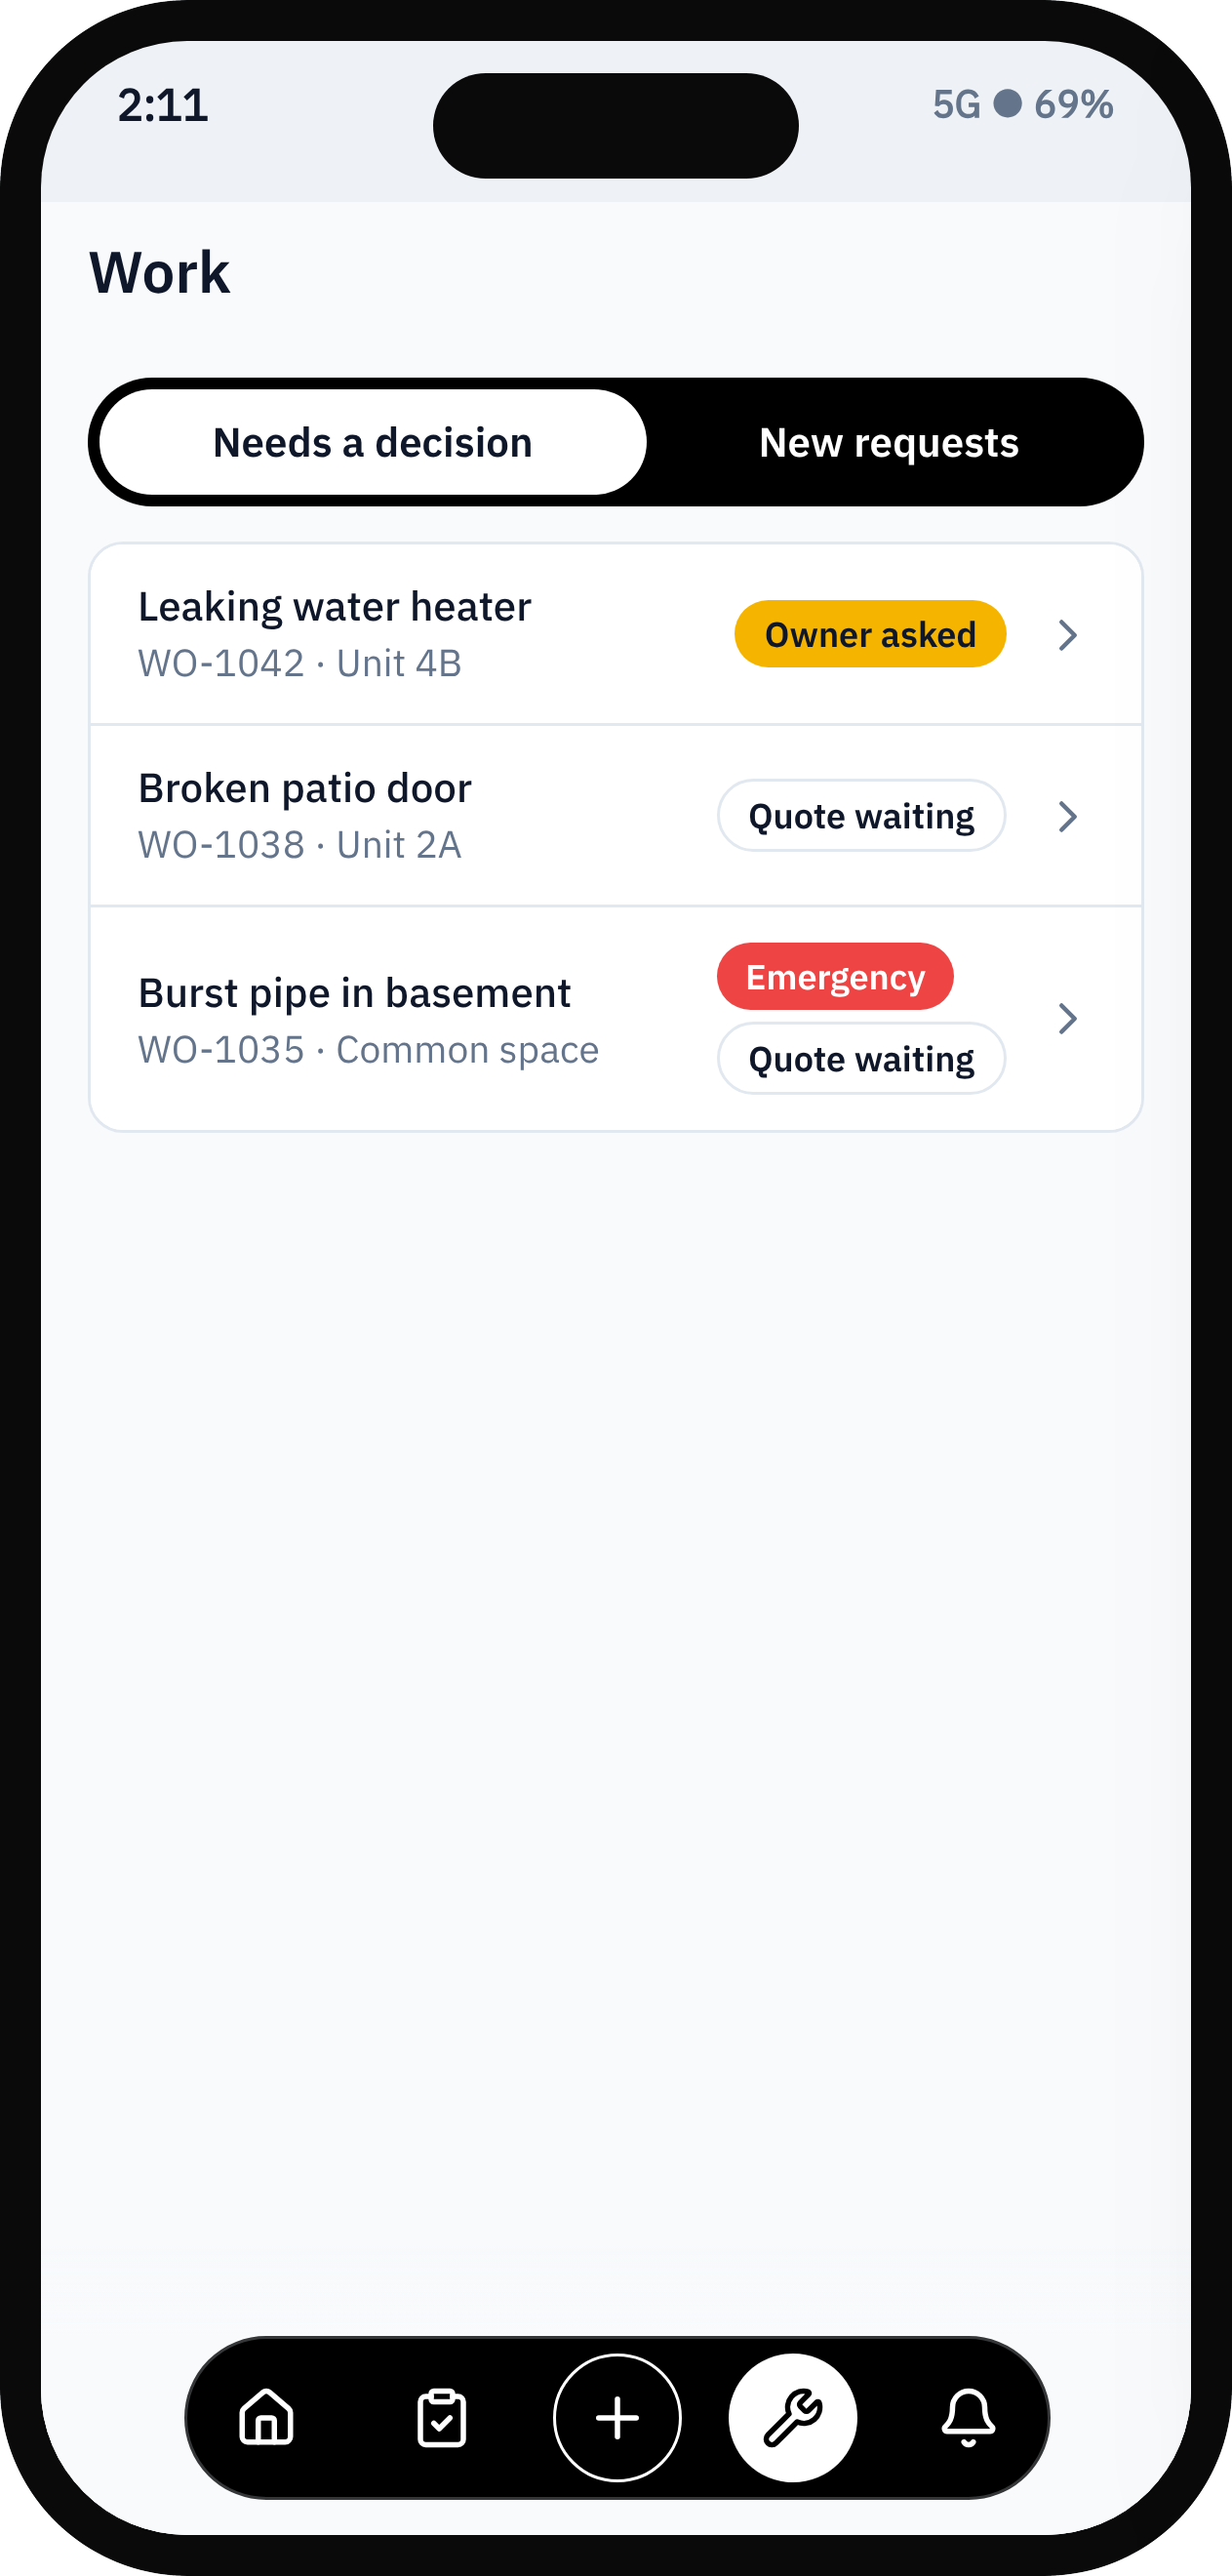 2:11
5G 69%
Work
Needs a decision
New requests
Leaking water heater
WO-1042 · Unit 4B
Owner asked
Broken patio door
WO-1038 · Unit 2A
Quote waiting
Burst pipe in basement
WO-1035 · Common space
Emergency
Quote waiting